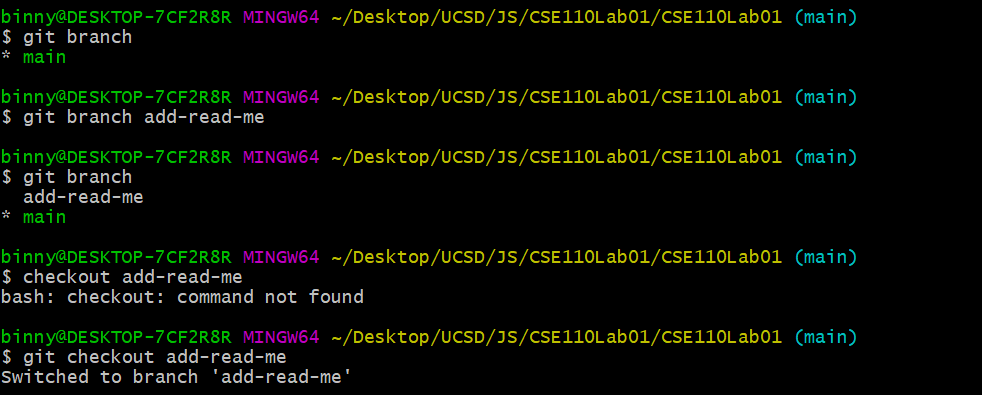 binny@DESKTOP-7CF2R8R MINGW64 ~/Desktop/UCSD/JS/CSE110Lab01/CSE110Lab01 (main)
$ git branch
* main
binny@DESKTOP-7CF2R8R MINGW64 ~/Desktop/UCSD/JS/CSE110Lab01/CSE110Lab01 (main)
$ git branch add-read-me
binny@DESKTOP-7CF2R8R MINGW64 ~/Desktop/UCSD/JS/CSE110Lab01/CSE110Lab01 (main)
$ git branch
  add-read-me
* main
binny@DESKTOP-7CF2R8R MINGW64 ~/Desktop/UCSD/JS/CSE110Lab01/CSE110Lab01 (main)
$ checkout add-read-me
bash: checkout: command not found
binny@DESKTOP-7CF2R8R MINGW64 ~/Desktop/UCSD/JS/CSE110Lab01/CSE110Lab01 (main)
$ git checkout add-read-me
Switched to branch 'add-read-me'